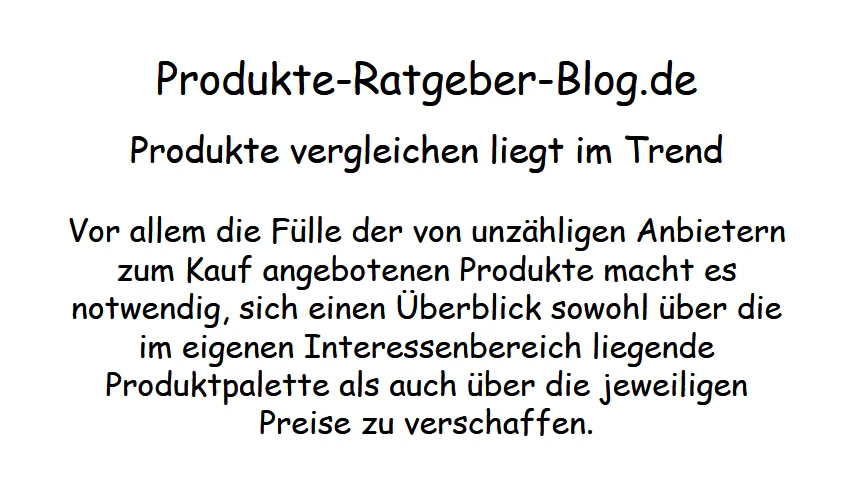 Produkte-Ratgeber-Blog.de
Produkte vergleichen liegt im Trend
Vor allem die Fülle der von unzähligen Anbietern
zum Kauf angebotenen Produkte macht es
notwendig, sich einen Überblick sowohl über die
im eigenen Interessenbereich liegende
Produktpalette als auch über die jeweiligen
Preise zu verschaffen.